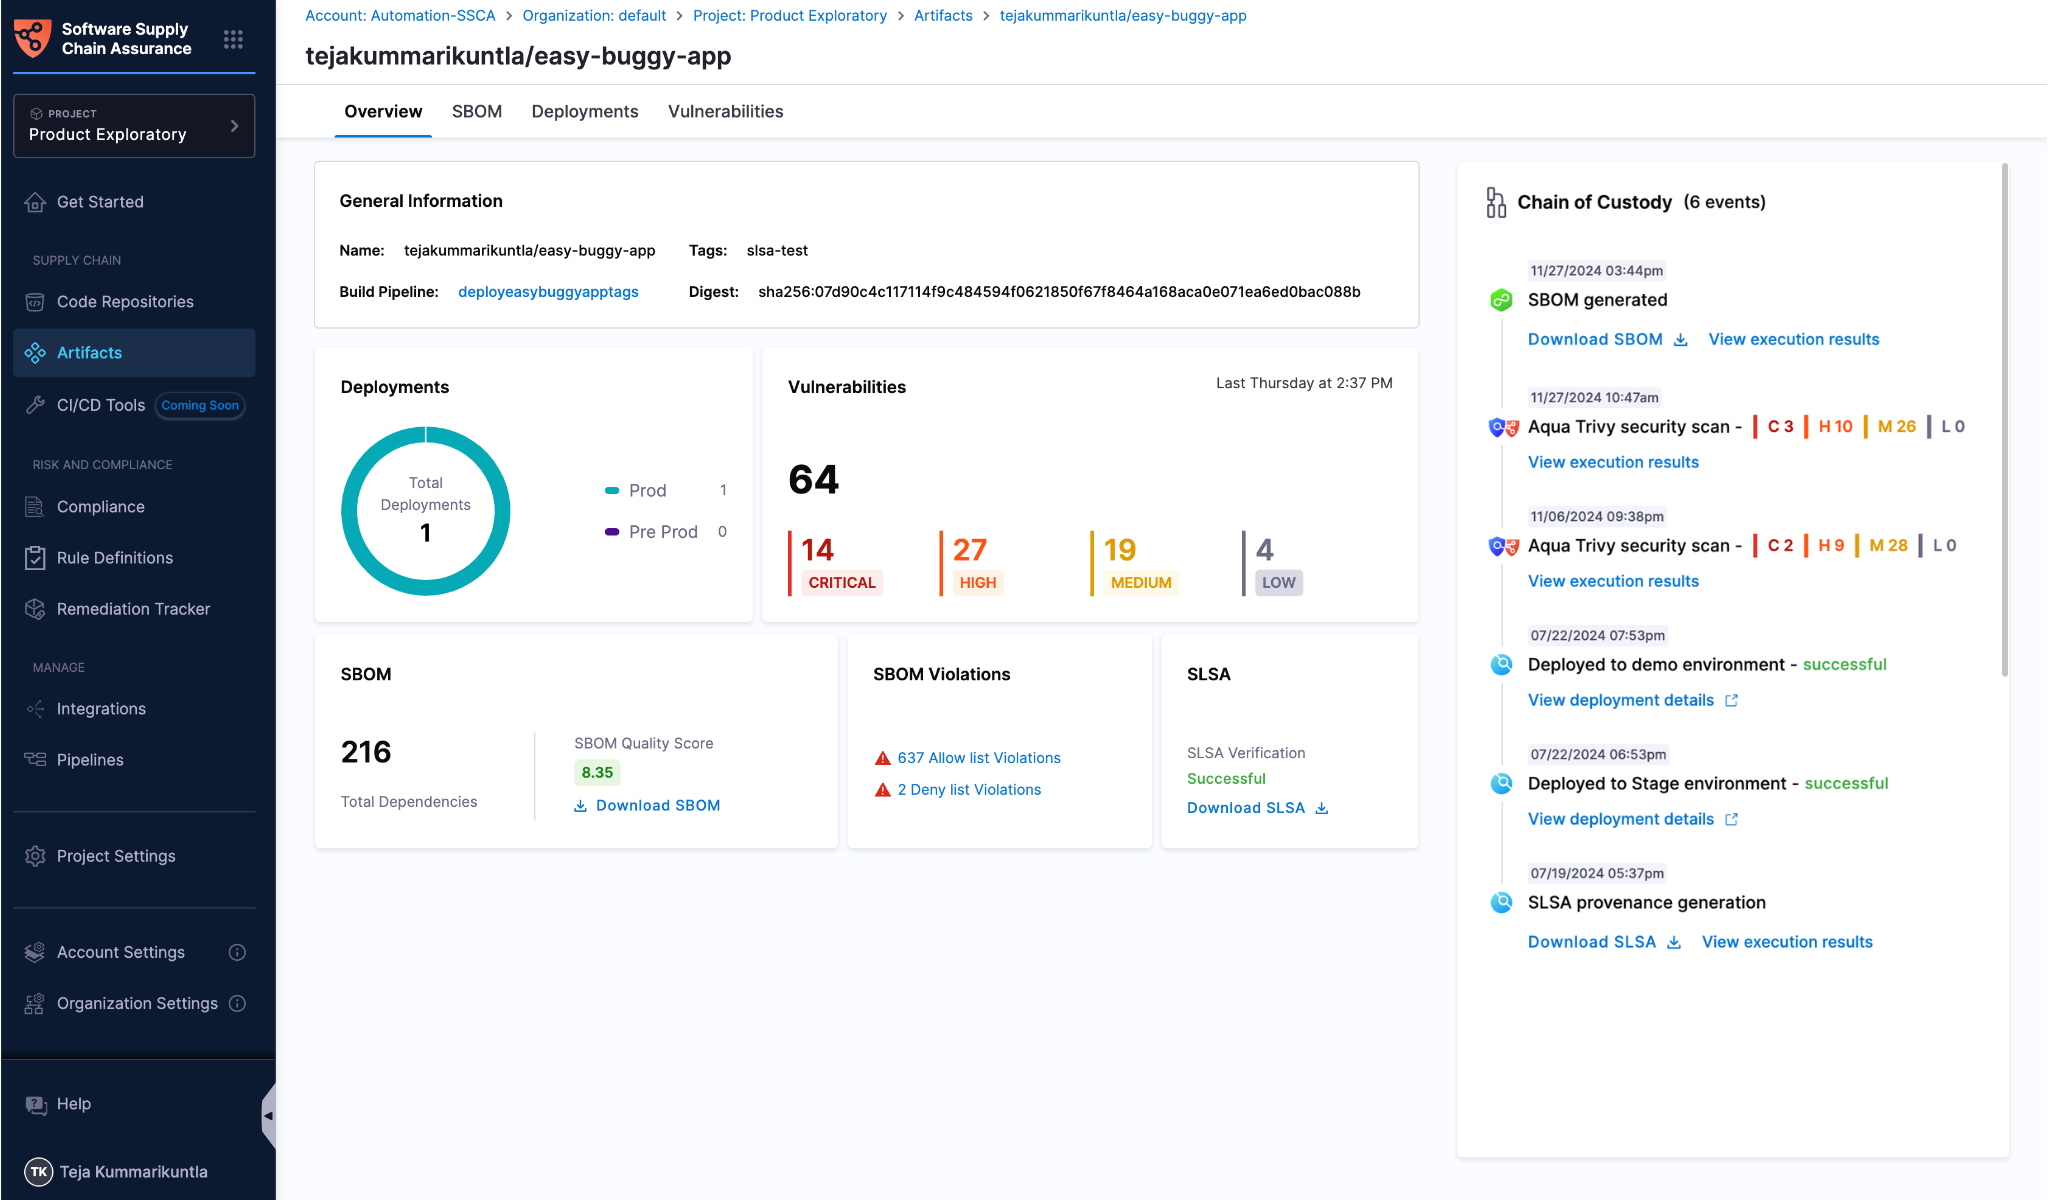 Software Supply
Chain Assurance
PROJECT
Product Exploratory
Get Started
SUPPLY CHAIN
Code Repositories
Artifacts
CI/CD Tools Coming Soon
RISK AND COMPLIANCE
Compliance
Rule Definitions
Remediation Tracker
MANAGE
Integrations
Pipelines
Project Settings
Account Settings
Organization Settings
Help
TK Teja Kummarikuntla
Account: Automation-SSCA > Organization: default > Project: Product Exploratory > Artifacts > tejakummarikuntla/easy-buggy-app
tejakummarikuntla/easy-buggy-app
Overview SBOM Deployments Vulnerabilities
General Information
Name: tejakummarikuntla/easy-buggy-app Tags: slsa-test
Build Pipeline: deployeasybuggyapptags Digest: sha256:07d90c4c117114f9c484594f0621850f67f8464a168aca0e071ea6ed0bac088b
Deployments
Total
Deployments
1
Prod 1
Pre Prod 0
Vulnerabilities Last Thursday at 2:37 PM
64
14 27 19 4
CRITICAL HIGH MEDIUM LOW
SBOM
216
Total Dependencies
SBOM Quality Score
8.35
Download SBOM
SBOM Violations
637 Allow list Violations
2 Deny list Violations
SLSA
SLSA Verification
Successful
Download SLSA
Chain of Custody (6 events)
11/27/2024 03:44pm
SBOM generated
Download SBOM View execution results
11/27/2024 10:47am
Aqua Trivy security scan - C 3 H 10 M 26 L 0
View execution results
11/06/2024 09:38pm
Aqua Trivy security scan - C 2 H 9 M 28 L 0
View execution results
07/22/2024 07:53pm
Deployed to demo environment - successful
View deployment details
07/22/2024 06:53pm
Deployed to Stage environment - successful
View deployment details
07/19/2024 05:37pm
SLSA provenance generation
Download SLSA View execution results